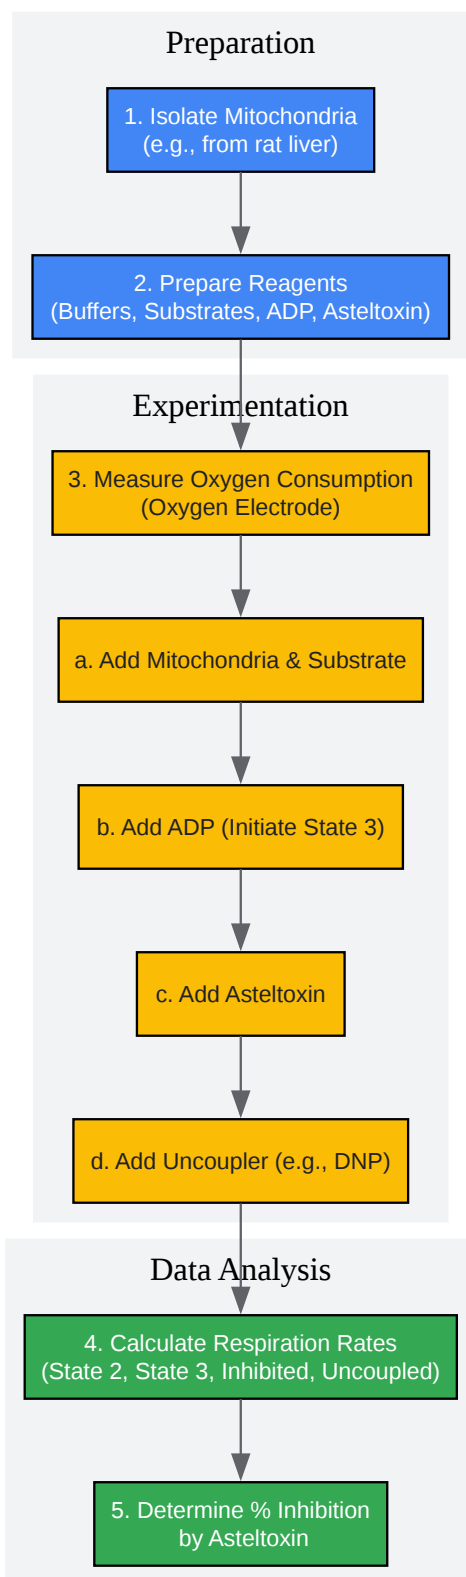 Preparation
1. Isolate Mitochondria
(e.g., from rat liver)
2. Prepare Reagents
(Buffers, Substrates, ADP, Asteltoxin)
Experimentation
3. Measure Oxygen Consumption
(Oxygen Electrode)
a. Add Mitochondria & Substrate
b. Add ADP (Initiate State 3)
c. Add Asteltoxin
d. Add Uncoupler (e.g., DNP)
Data Analysis
4. Calculate Respiration Rates
(State 2, State 3, Inhibited, Uncoupled)
5. Determine % Inhibition
by Asteltoxin